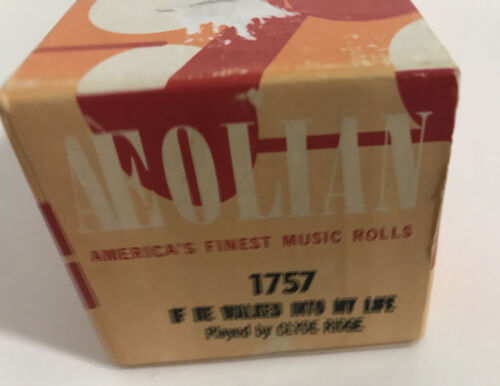 AEOLIAN
AMERICA'S FINEST MUSIC ROLLS
1757
IF HE WALKED INTO MY LIFE
Played by CLYDE RIDGE